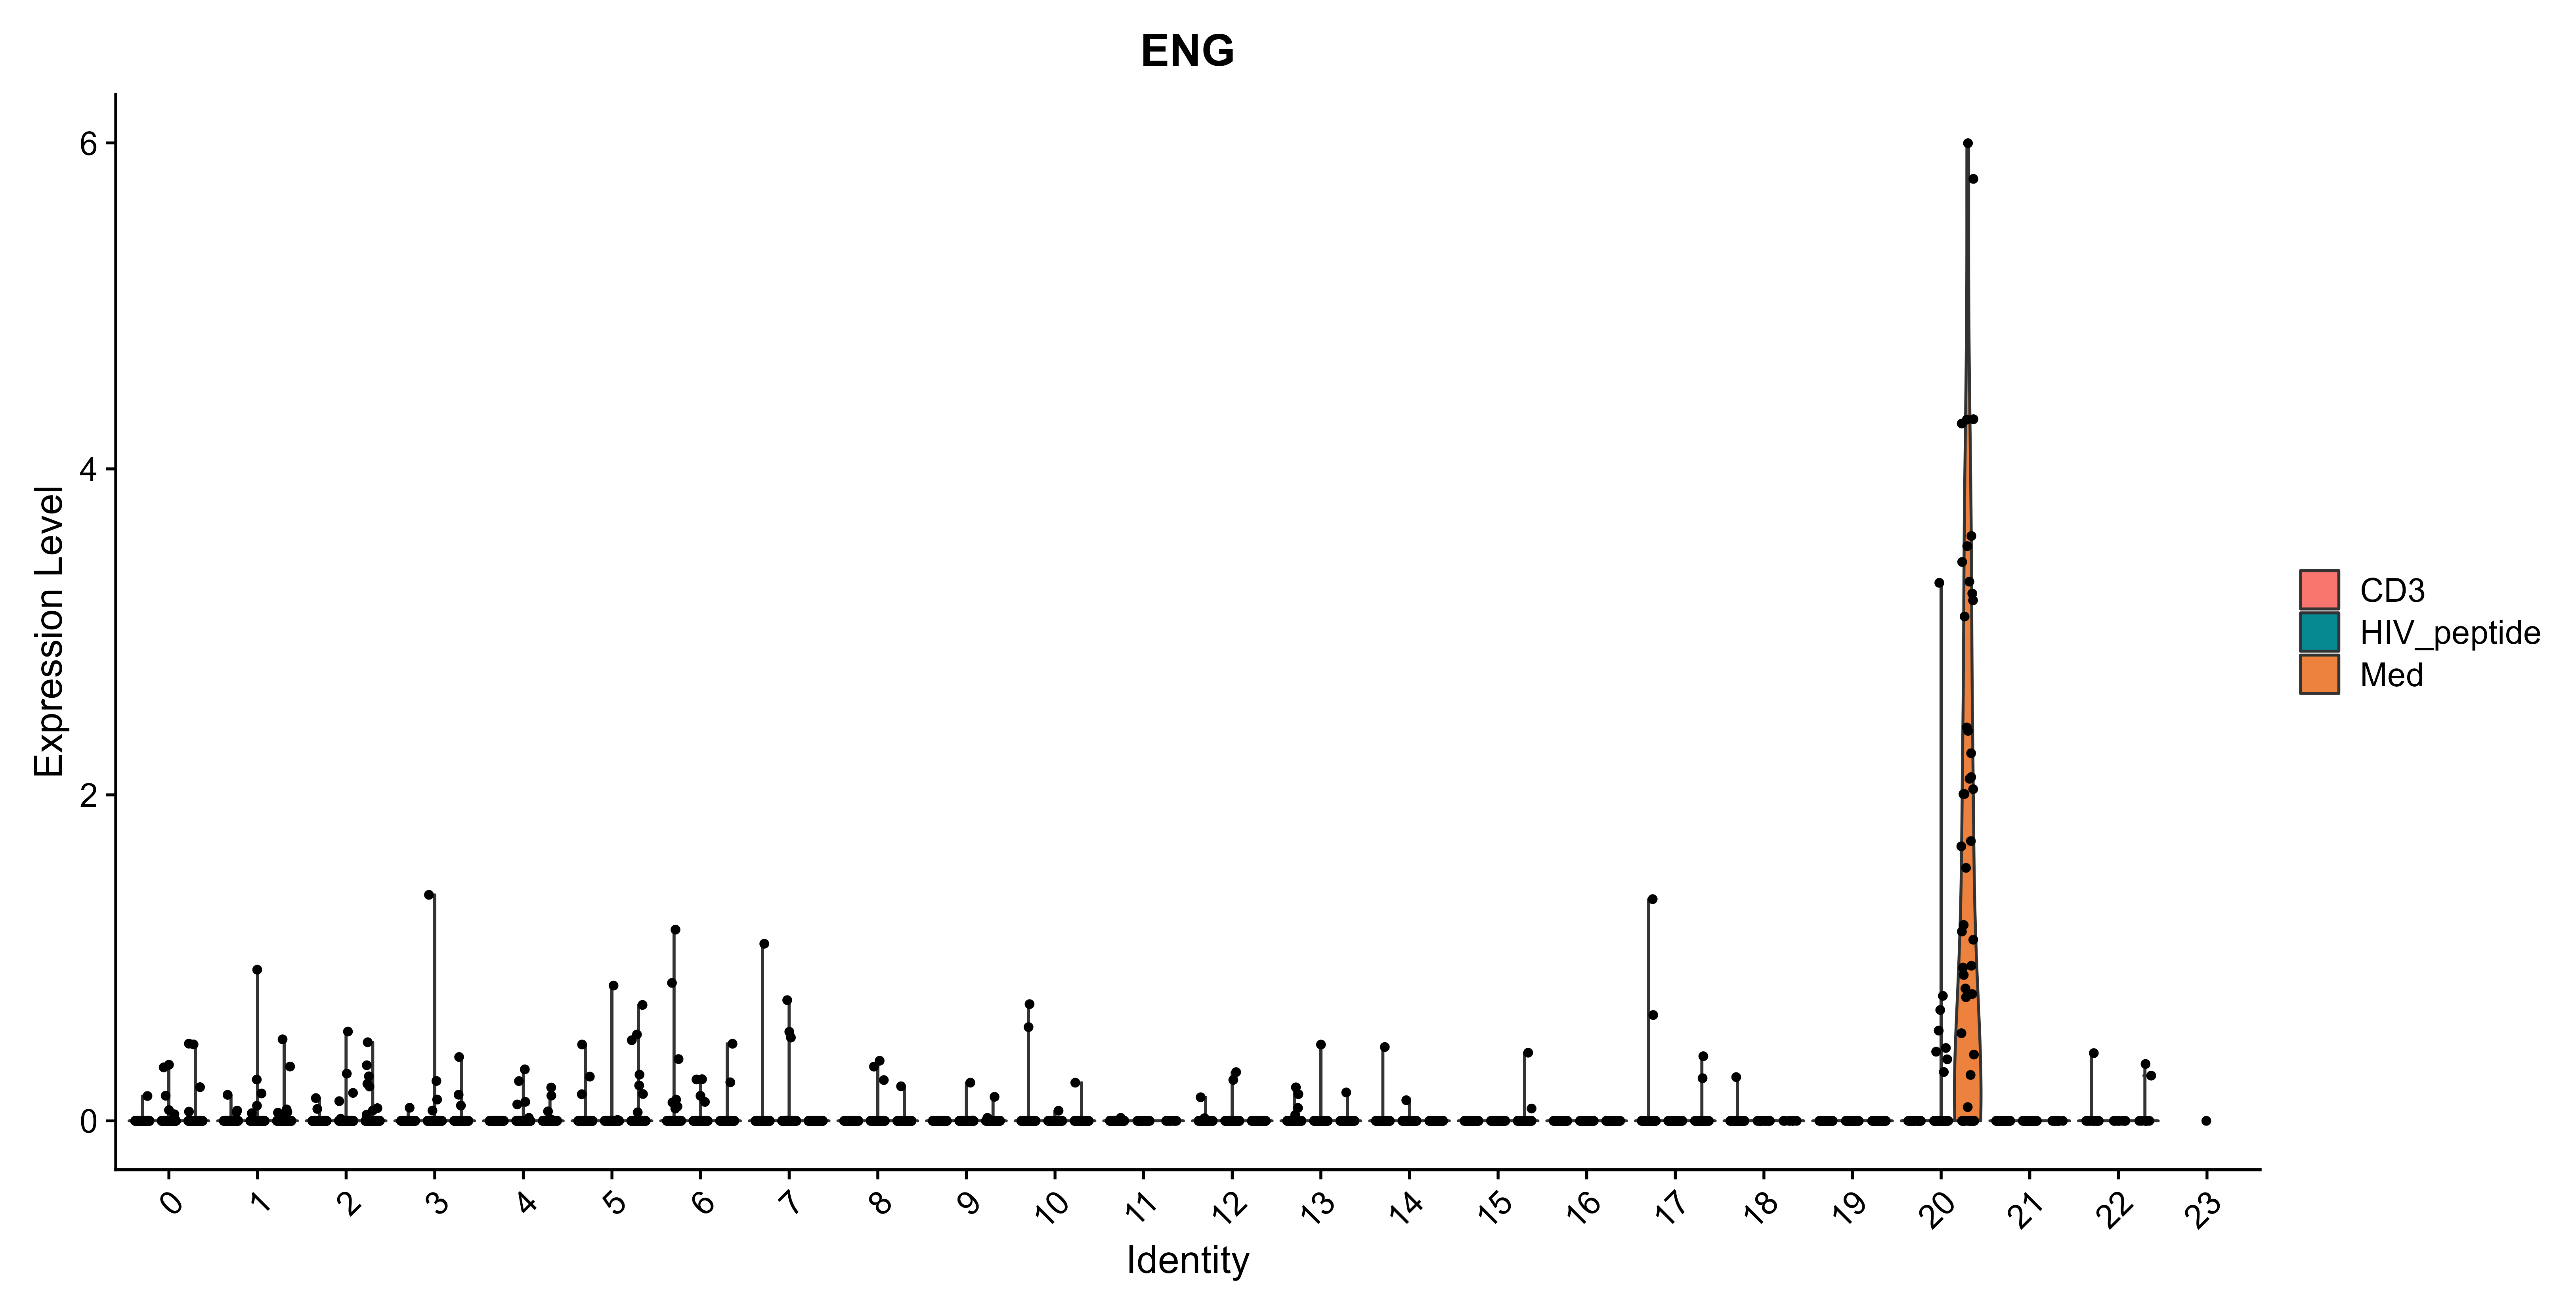 ENG
Expression Level
6
4
2
0
0 1 2 3 4 5 6 7 8 9 10 11 12 13 14 15 16 17 18 19 20 21 22 23
Identity
CD3
HIV_peptide
Med